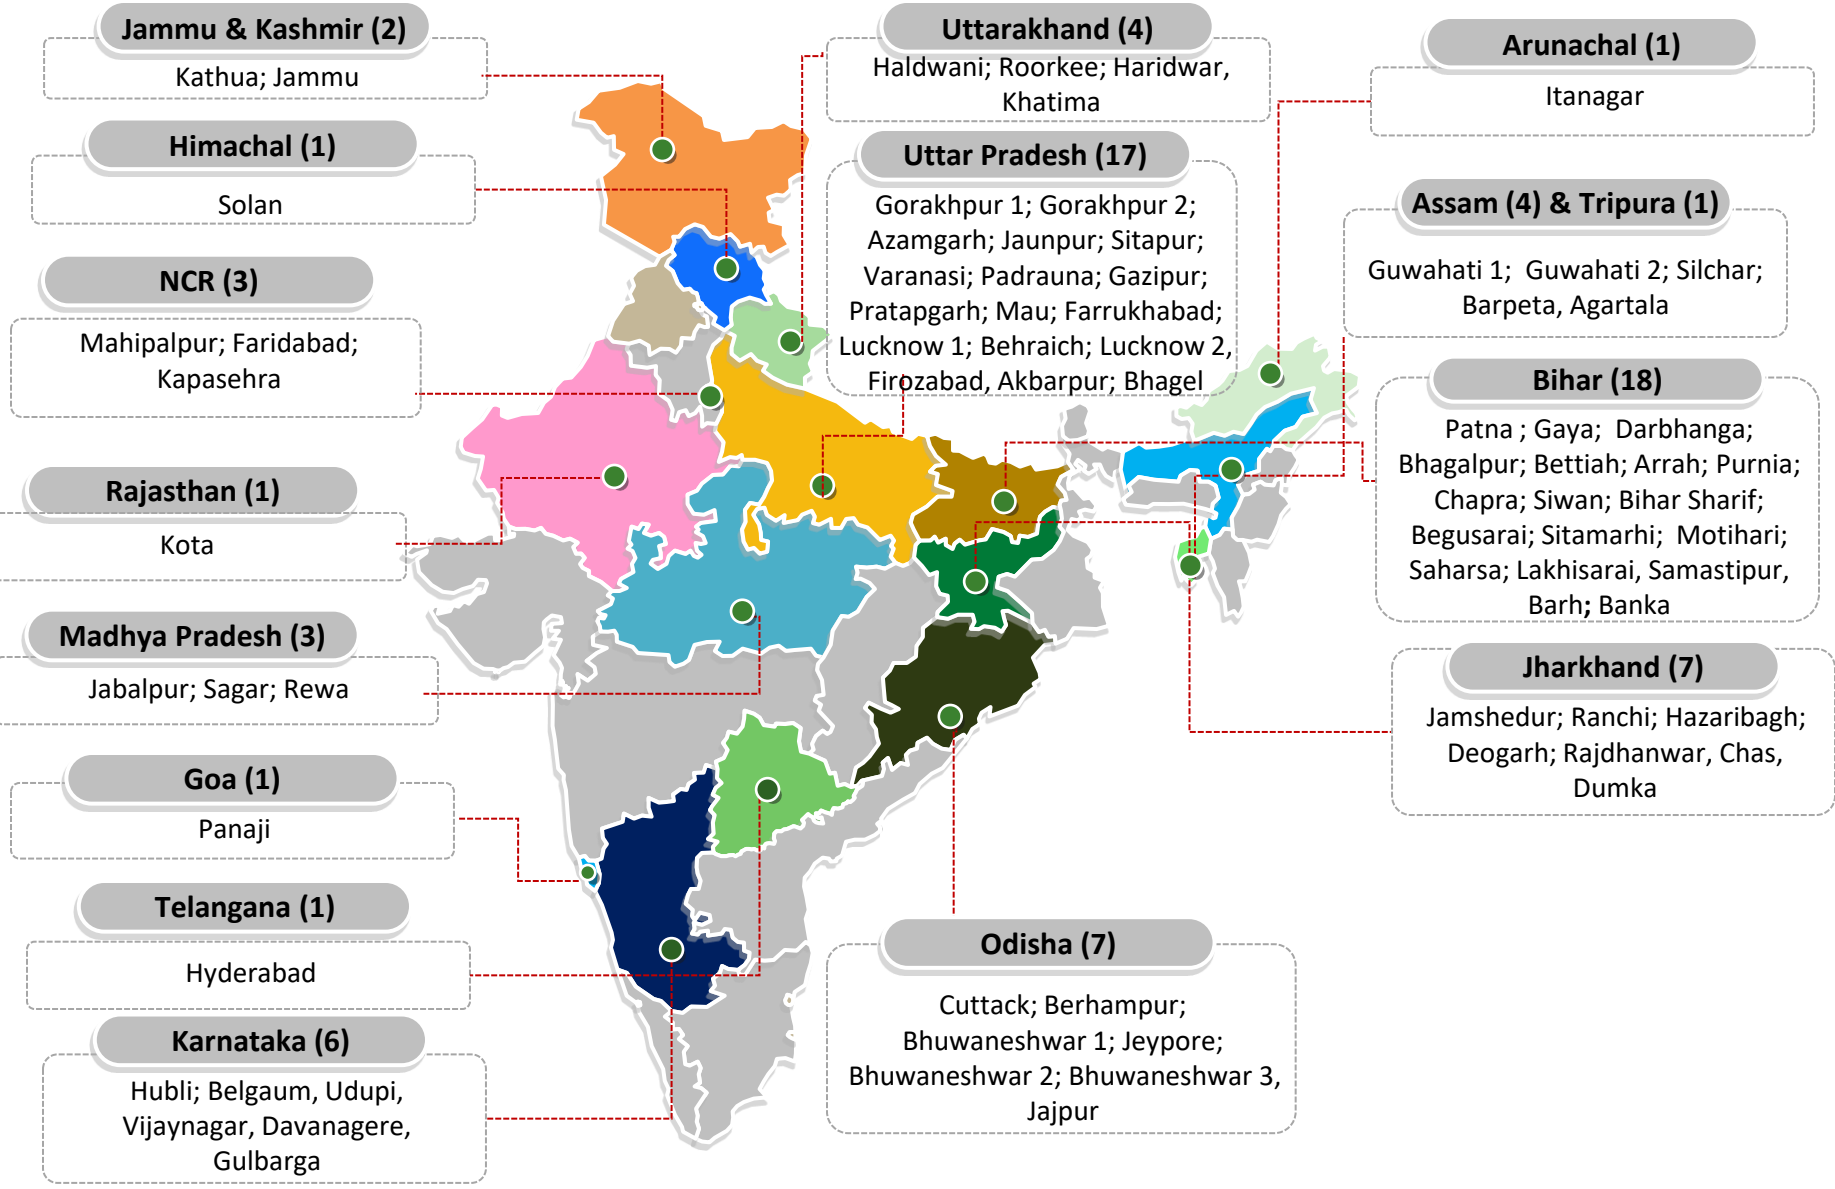 Jammu & Kashmir (2)
Kathua; Jammu
Himachal (1)
Solan
NCR (3)
Mahipalpur; Faridabad;
Kapasehra
Rajasthan (1)
Kota
Madhya Pradesh (3)
Jabalpur; Sagar; Rewa
Goa (1)
Panaji
Telangana (1)
Hyderabad
Karnataka (6)
Hubli; Belgaum, Udupi,
Vijaynagar, Davanagere,
Gulbarga
Uttarakhand (4)
Haldwani; Roorkee; Haridwar,
Khatima
Uttar Pradesh (17)
Gorakhpur 1; Gorakhpur 2;
Azamgarh; Jaunpur; Sitapur;
Varanasi; Padrauna; Gazipur;
Pratapgarh; Mau; Farrukhabad;
Lucknow 1; Behraich; Lucknow 2,
Firozabad, Akbarpur; Bhagel
Odisha (7)
Cuttack; Berhampur;
Bhuwaneshwar 1; Jeypore;
Bhuwaneshwar 2; Bhuwaneshwar 3,
Jajpur
Arunachal (1)
Itanagar
Assam (4) & Tripura (1)
Guwahati 1; Guwahati 2; Silchar;
Barpeta, Agartala
Bihar (18)
Patna ; Gaya; Darbhanga;
Bhagalpur; Bettiah; Arrah; Purnia;
Chapra; Siwan; Bihar Sharif;
Begusarai; Sitamarhi; Motihari;
Saharsa; Lakhisarai, Samastipur,
Barh; Banka
Jharkhand (7)
Jamshedur; Ranchi; Hazaribagh;
Deogarh; Rajdhanwar, Chas,
Dumka